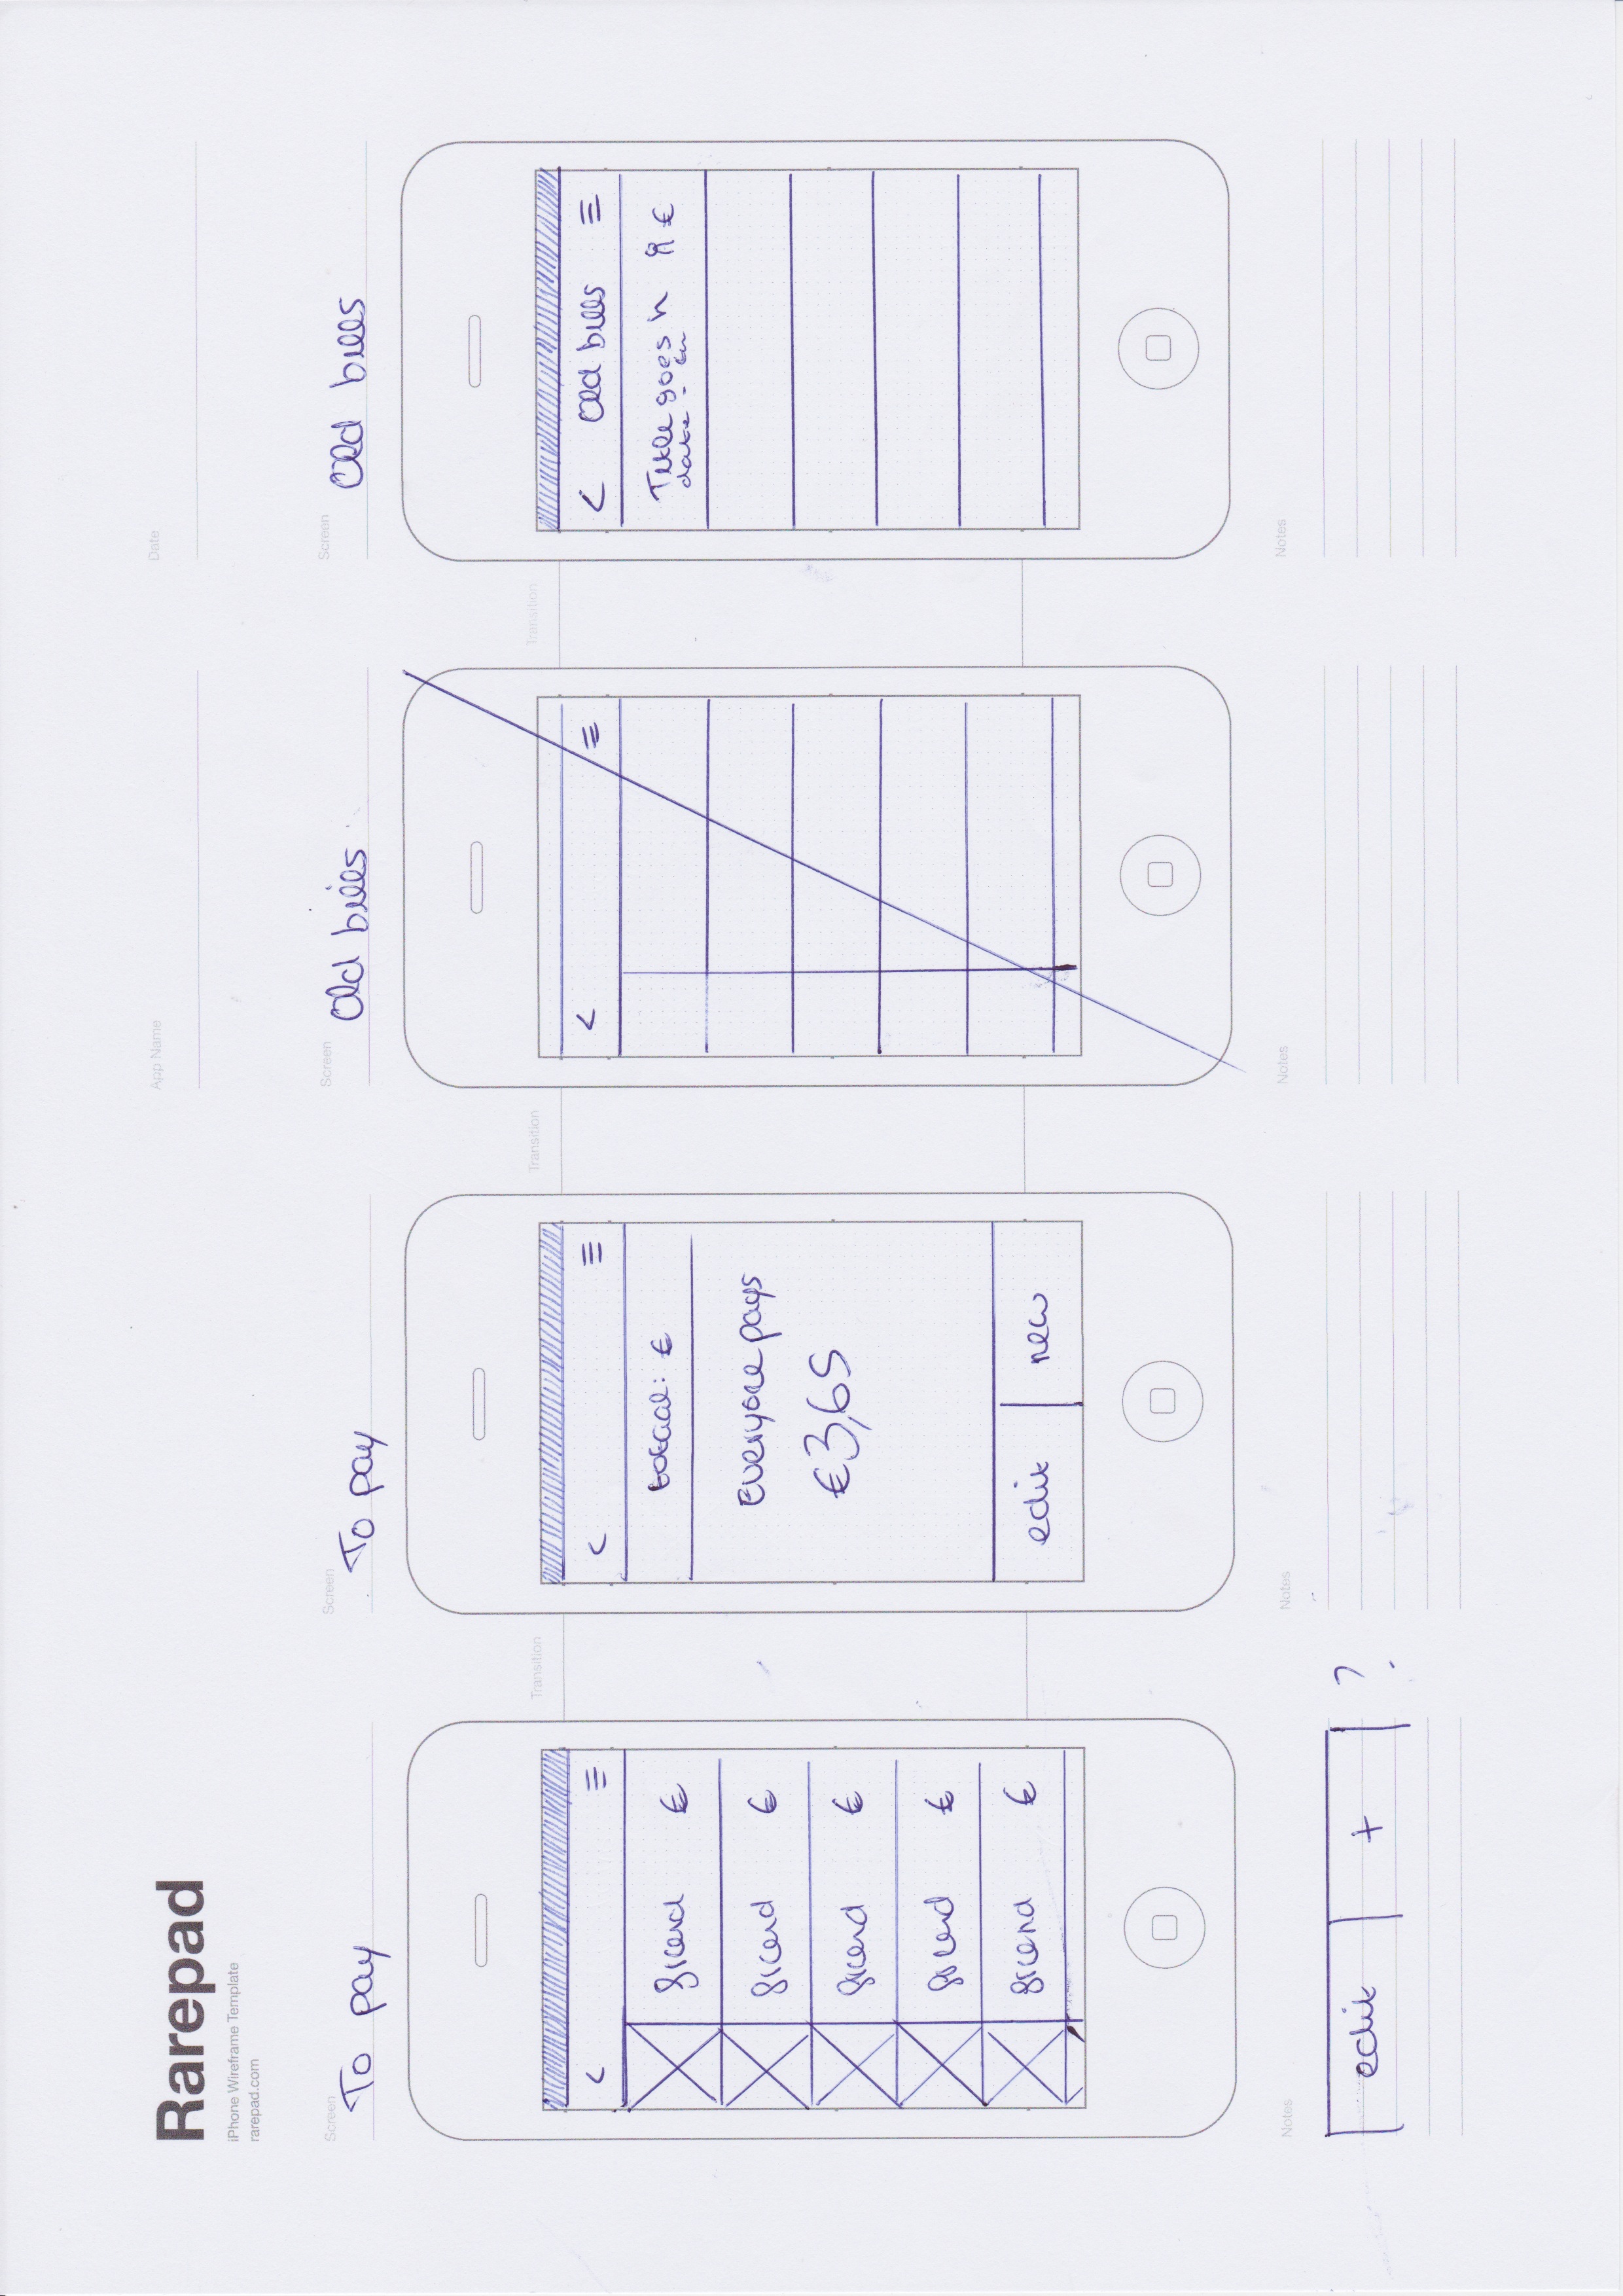 Rarepad
iPhone Wireframe Template
rarepad.com
App Name
Date
Screen
To pay
<
≡
friend €
friend €
friend €
friend €
friend €
Notes
edit + ?
Transition
Screen
To pay
<
≡
totaal: €
Everyone pays
€3,65
edit new
Notes
Transition
Screen
Old bills
<
≡
Notes
Transition
Screen
Old bills
< Old bills ≡
Title goes h €
date
Notes